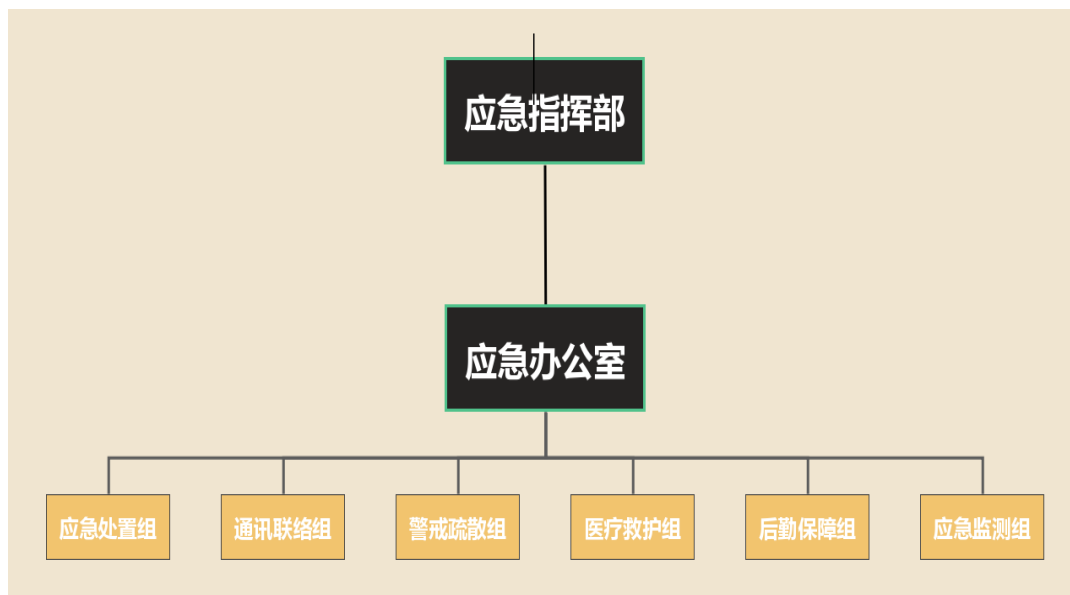 应急指挥部
应急办公室
应急处置组
通讯联络组
警戒疏散组
医疗救护组
后勤保障组
应急监测组